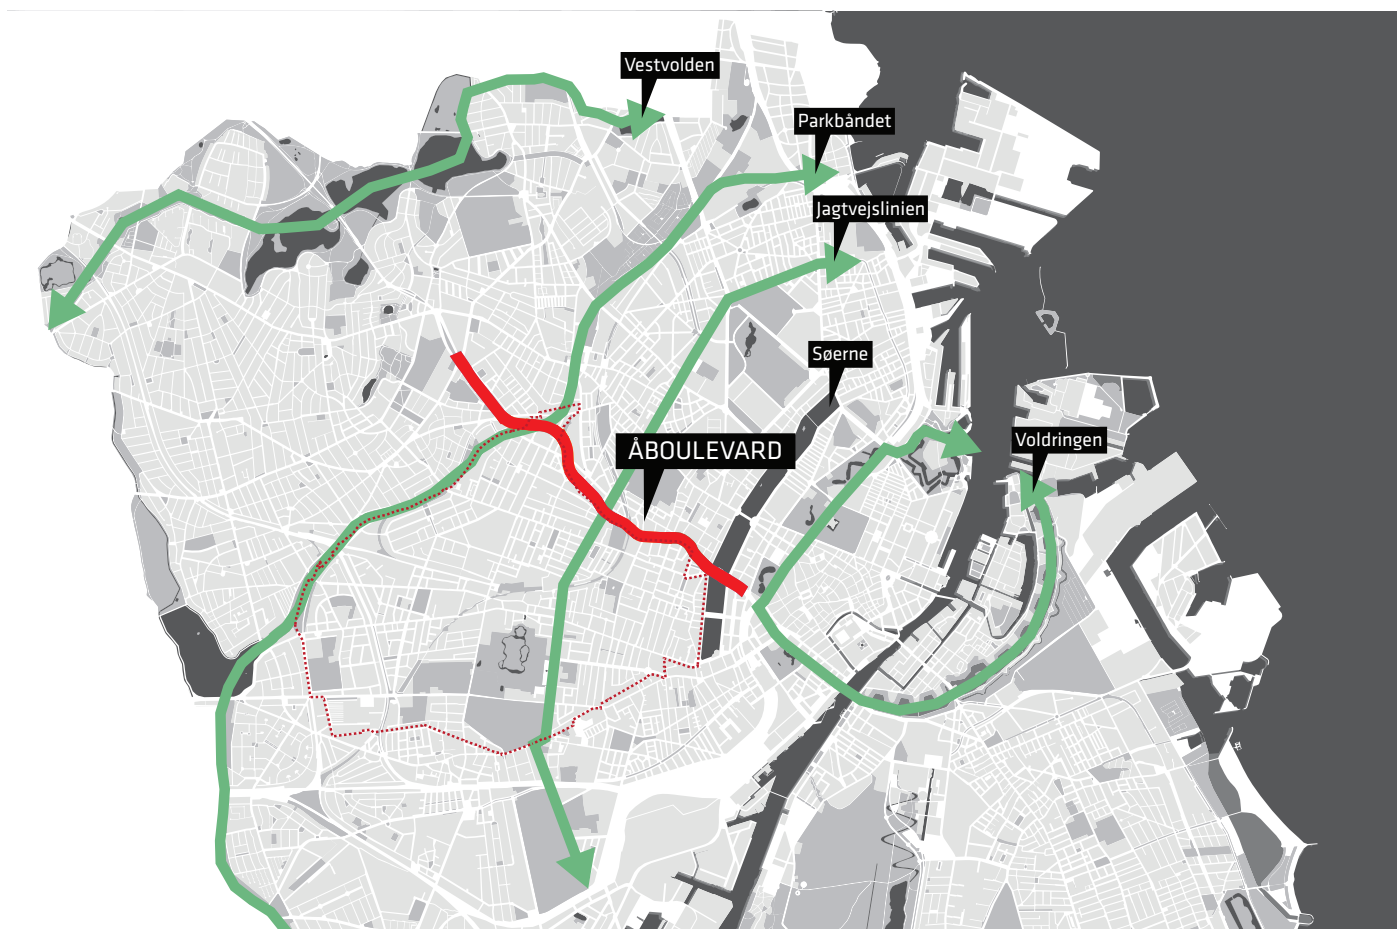 Vestvolden
Parkbåndet
Jagtvejslinien
Søerne
Voldringen
ÅBOULEVARD